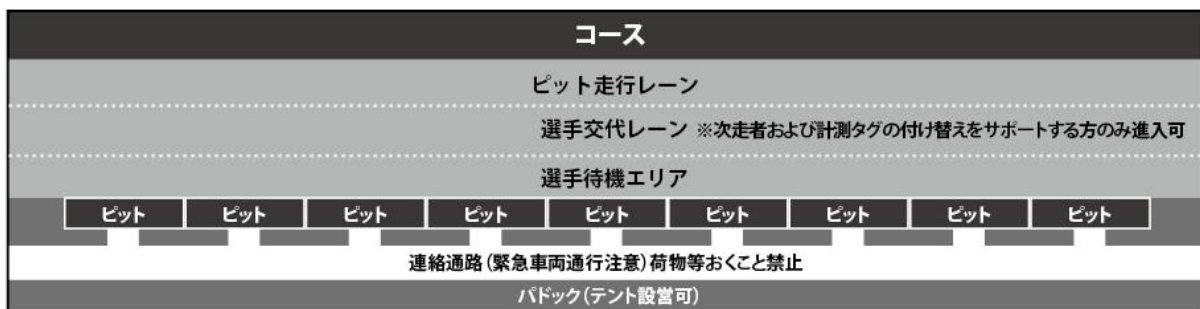 コース
ピット走行レーン
選手交代レーン ※次走者および計測タグの付け替えをサポートする方のみ進入可
選手待機エリア
ピット ピット ピット ピット ピット ピット ピット ピット ピット
連絡通路(緊急車両通行注意)荷物等おくこと禁止
パドック(テント設営可)